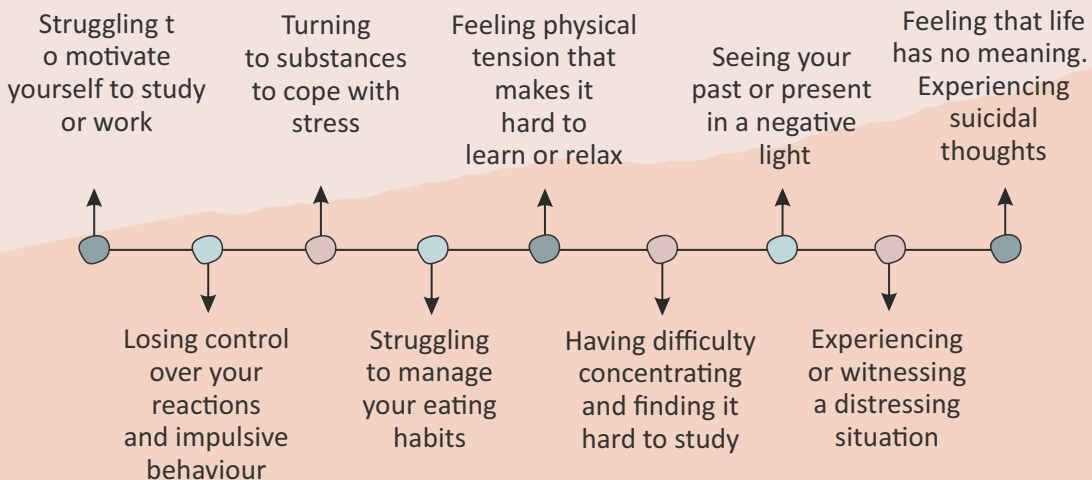 Struggling t
o motivate
yourself to study
or work
Losing control
over your
reactions
and impulsive
behaviour
Turning
to substances
to cope with
stress
Struggling
to manage
your eating
habits
Feeling physical
tension that
makes it
hard to
learn or relax
Having difficulty
concentrating
and finding it
hard to study
Seeing your
past or present
in a negative
light
Experiencing
or witnessing
a distressing
situation
Feeling that life
has no meaning.
Experiencing
suicidal
thoughts